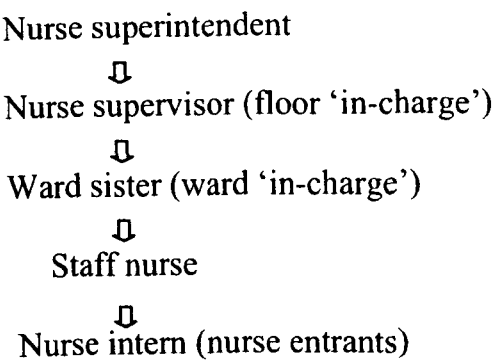 Nurse superintendent
⇩
Nurse supervisor (floor ‘in-charge’)
⇩
Ward sister (ward ‘in-charge’)
⇩
Staff nurse
⇩
Nurse intern (nurse entrants)